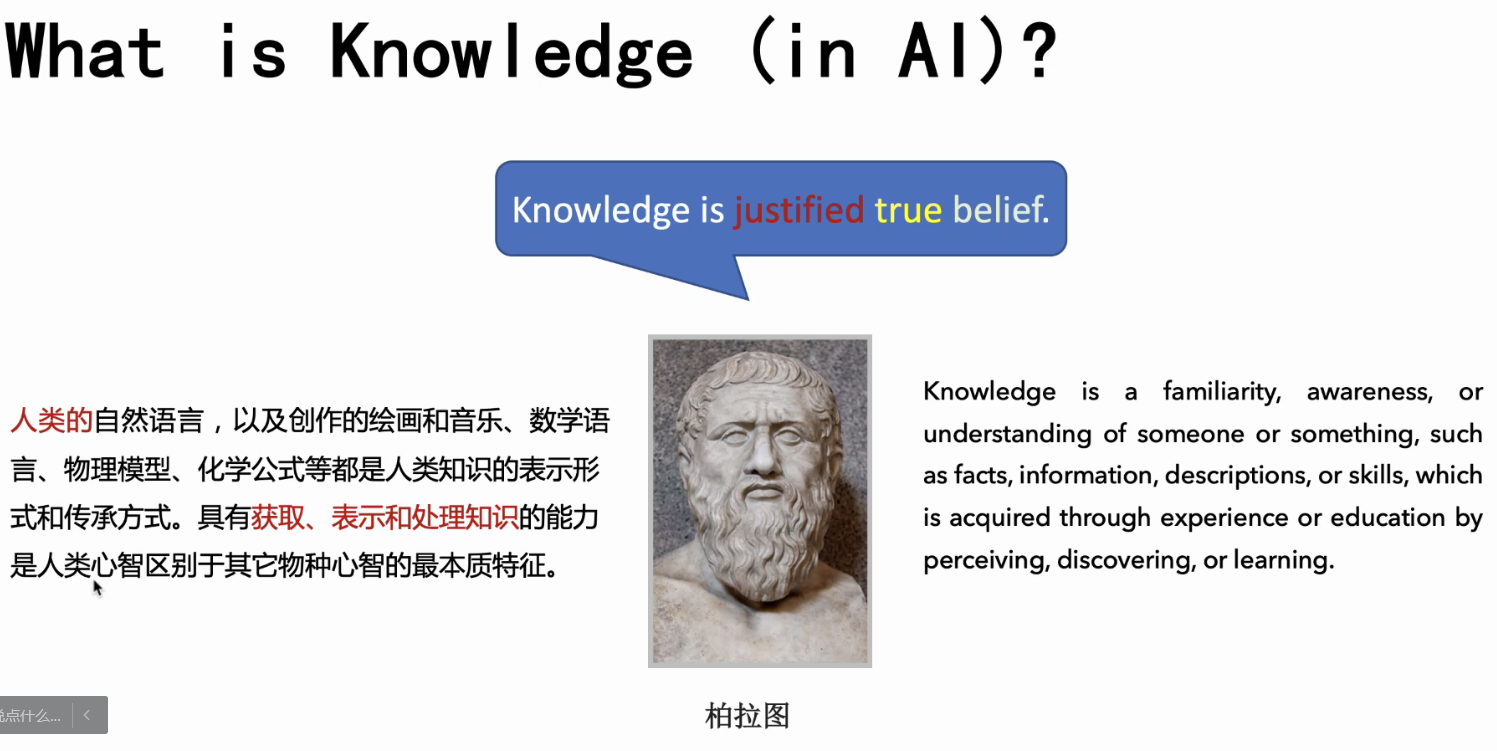 What is Knowledge (in AI)?
Knowledge is justified true belief.
人类的自然语言，以及创作的绘画和音乐、数学语
言、物理模型、化学公式等都是人类知识的表示形
式和传承方式。具有获取、表示和处理知识的能力
是人类心智区别于其它物种心智的最本质特征。
Knowledge is a familiarity, awareness, or
understanding of someone or something, such
as facts, information, descriptions, or skills, which
is acquired through experience or education by
perceiving, discovering, or learning.
柏拉图
说点什么...